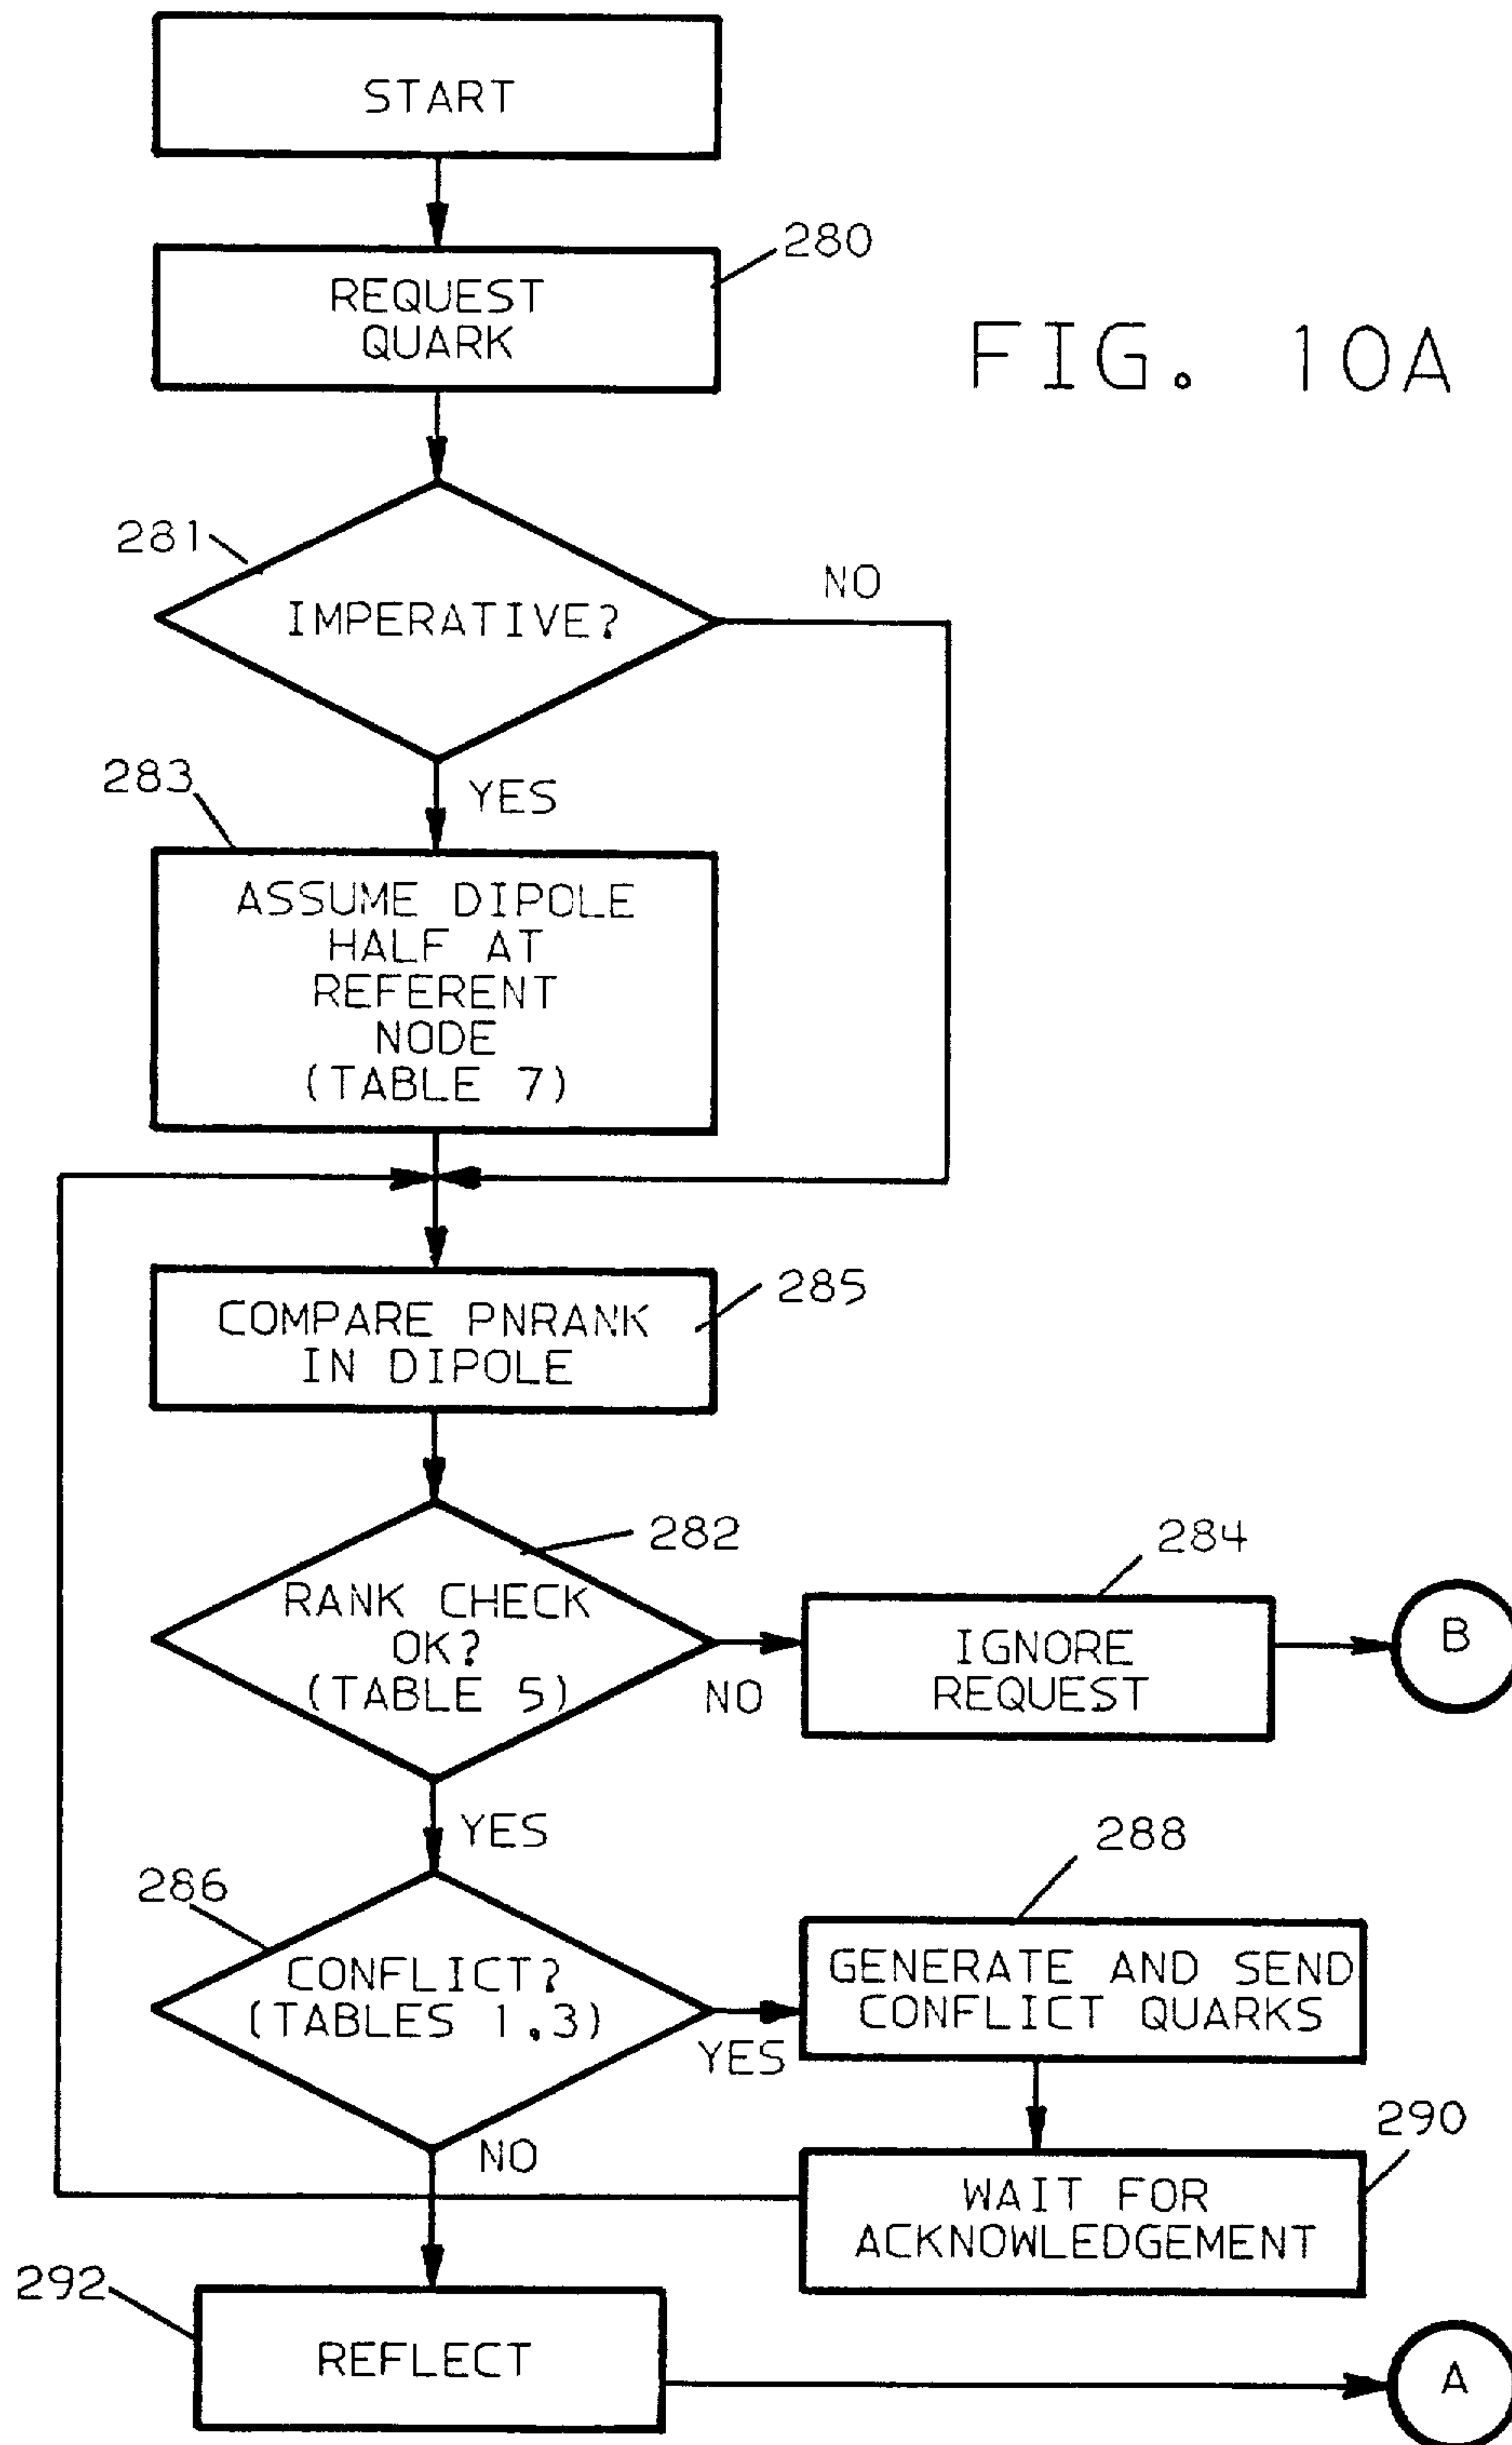 START
280
REQUEST
QUARK
FIG. 10A
281
IMPERATIVE?
NO
283
YES
ASSUME DIPOLE
HALF AT
REFERENT
NODE
(TABLE 7)
285
COMPARE PNRANK
IN DIPOLE
282
RANK CHECK
OK?
(TABLE 5)
NO
284
IGNORE
REQUEST
B
YES
286
CONFLICT?
(TABLES 1.3)
YES
288
GENERATE AND SEND
CONFLICT QUARKS
290
NO
WAIT FOR
ACKNOWLEDGEMENT
292
REFLECT
A